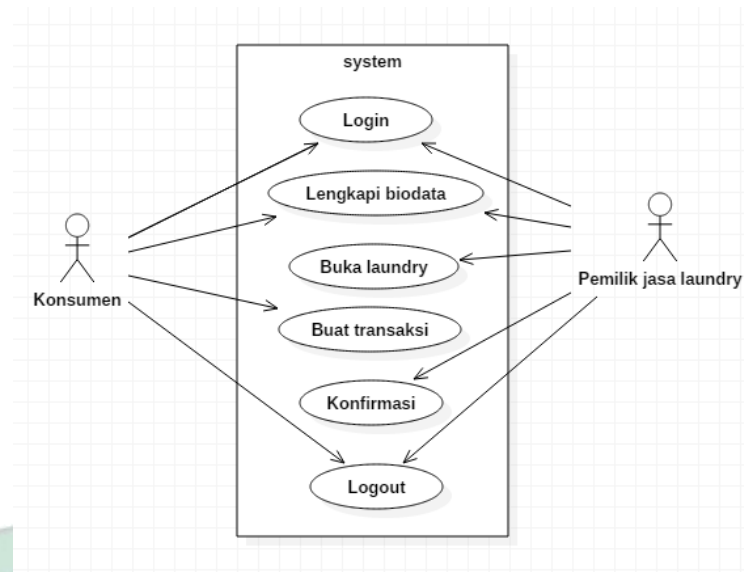 system
Login
Lengkapi biodata
Buka laundry
Pemilik jasa laundry
Konsumen
Buat transaksi
Konfirmasi
Logout